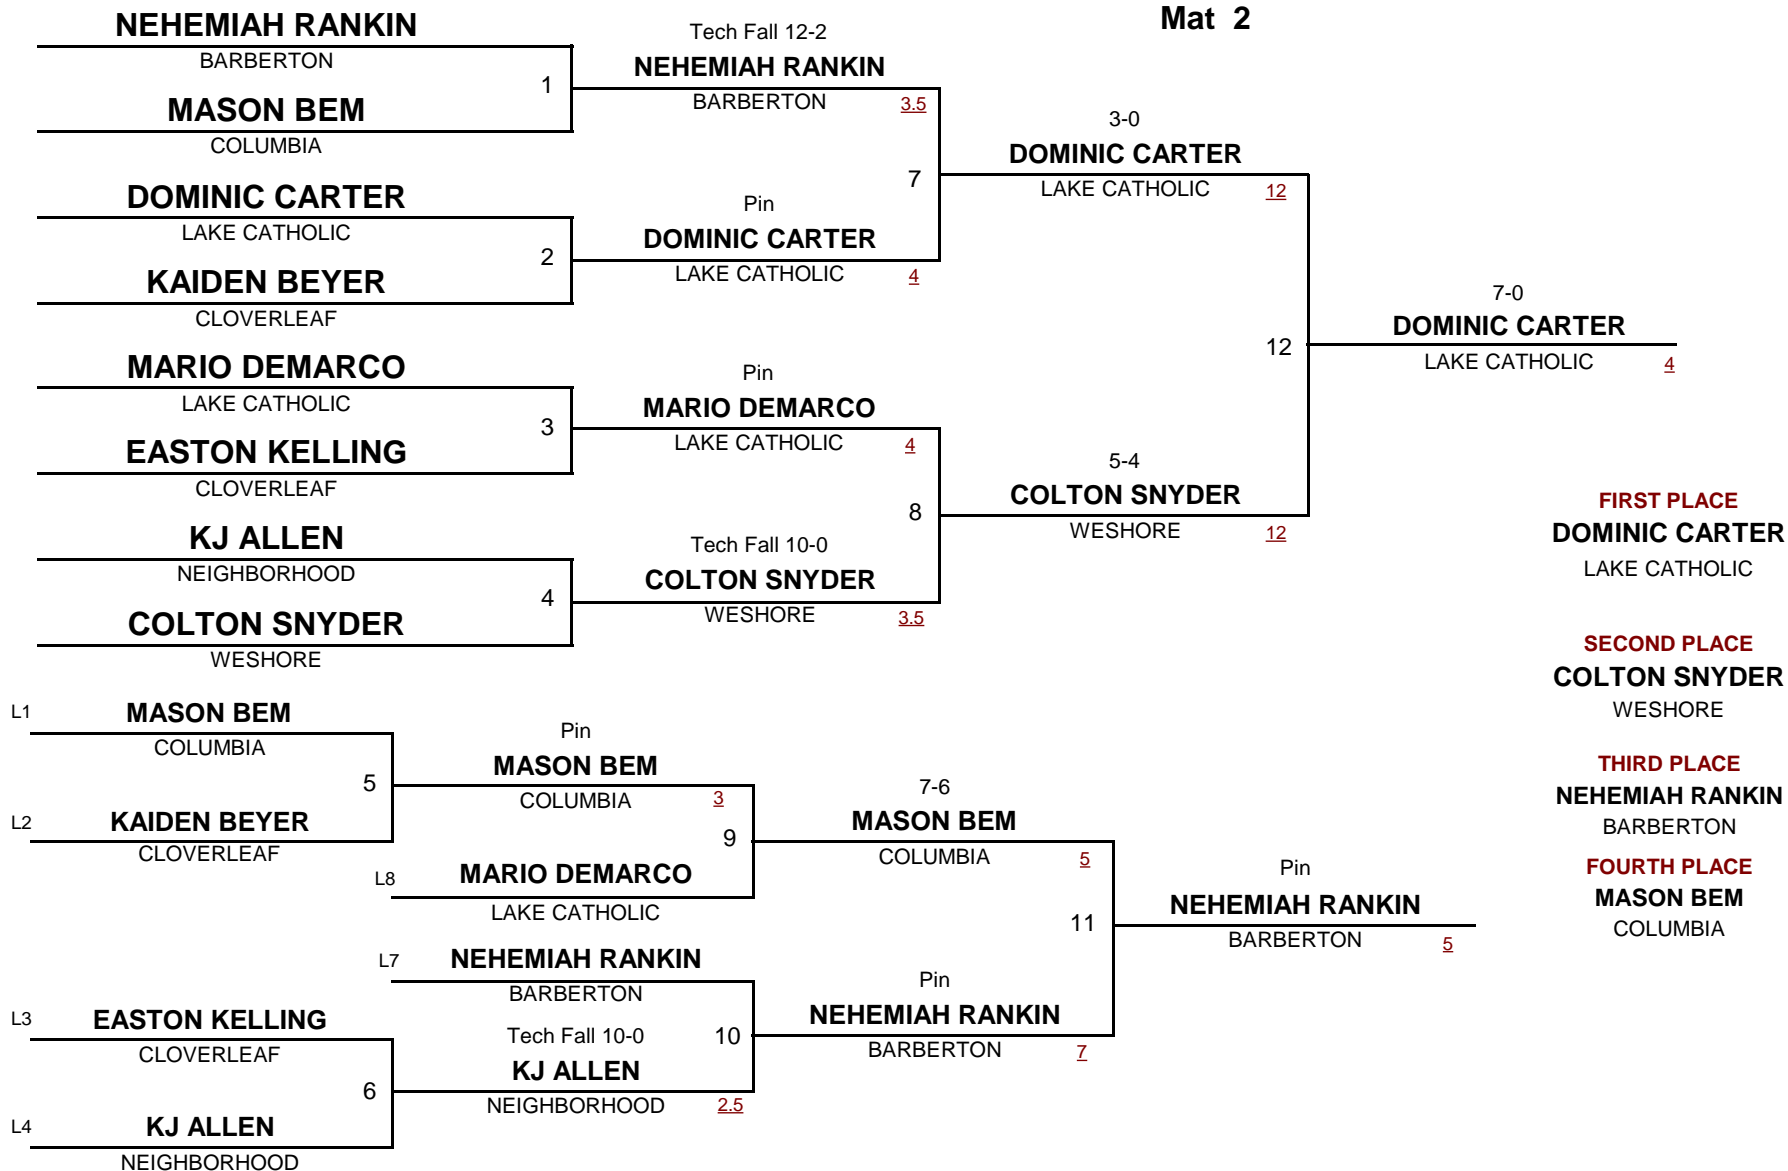 Mat 2
NEHEMIAH RANKIN
BARBERTON
1
MASON BEM
COLUMBIA
DOMINIC CARTER
LAKE CATHOLIC
2
KAIDEN BEYER
CLOVERLEAF
MARIO DEMARCO
LAKE CATHOLIC
3
EASTON KELLING
CLOVERLEAF
KJ ALLEN
NEIGHBORHOOD
4
COLTON SNYDER
WESHORE
Tech Fall 12-2
NEHEMIAH RANKIN
BARBERTON 3.5
7
Pin
DOMINIC CARTER
LAKE CATHOLIC 4
Pin
MARIO DEMARCO
LAKE CATHOLIC 4
8
Tech Fall 10-0
COLTON SNYDER
WESHORE 3.5
3-0
DOMINIC CARTER
LAKE CATHOLIC 12
12
5-4
COLTON SNYDER
WESHORE 12
7-0
DOMINIC CARTER
LAKE CATHOLIC 4
FIRST PLACE
DOMINIC CARTER
LAKE CATHOLIC
SECOND PLACE
COLTON SNYDER
WESHORE
THIRD PLACE
NEHEMIAH RANKIN
BARBERTON
FOURTH PLACE
MASON BEM
COLUMBIA
L1 MASON BEM
COLUMBIA
5
L2 KAIDEN BEYER
CLOVERLEAF
Pin
MASON BEM
COLUMBIA 3
9
L8 MARIO DEMARCO
LAKE CATHOLIC
L7 NEHEMIAH RANKIN
BARBERTON
10
L3 EASTON KELLING
CLOVERLEAF
6
L4 KJ ALLEN
NEIGHBORHOOD
Tech Fall 10-0
KJ ALLEN
NEIGHBORHOOD 2.5
7-6
MASON BEM
COLUMBIA 5
11
Pin
NEHEMIAH RANKIN
BARBERTON 7
Pin
NEHEMIAH RANKIN
BARBERTON 5